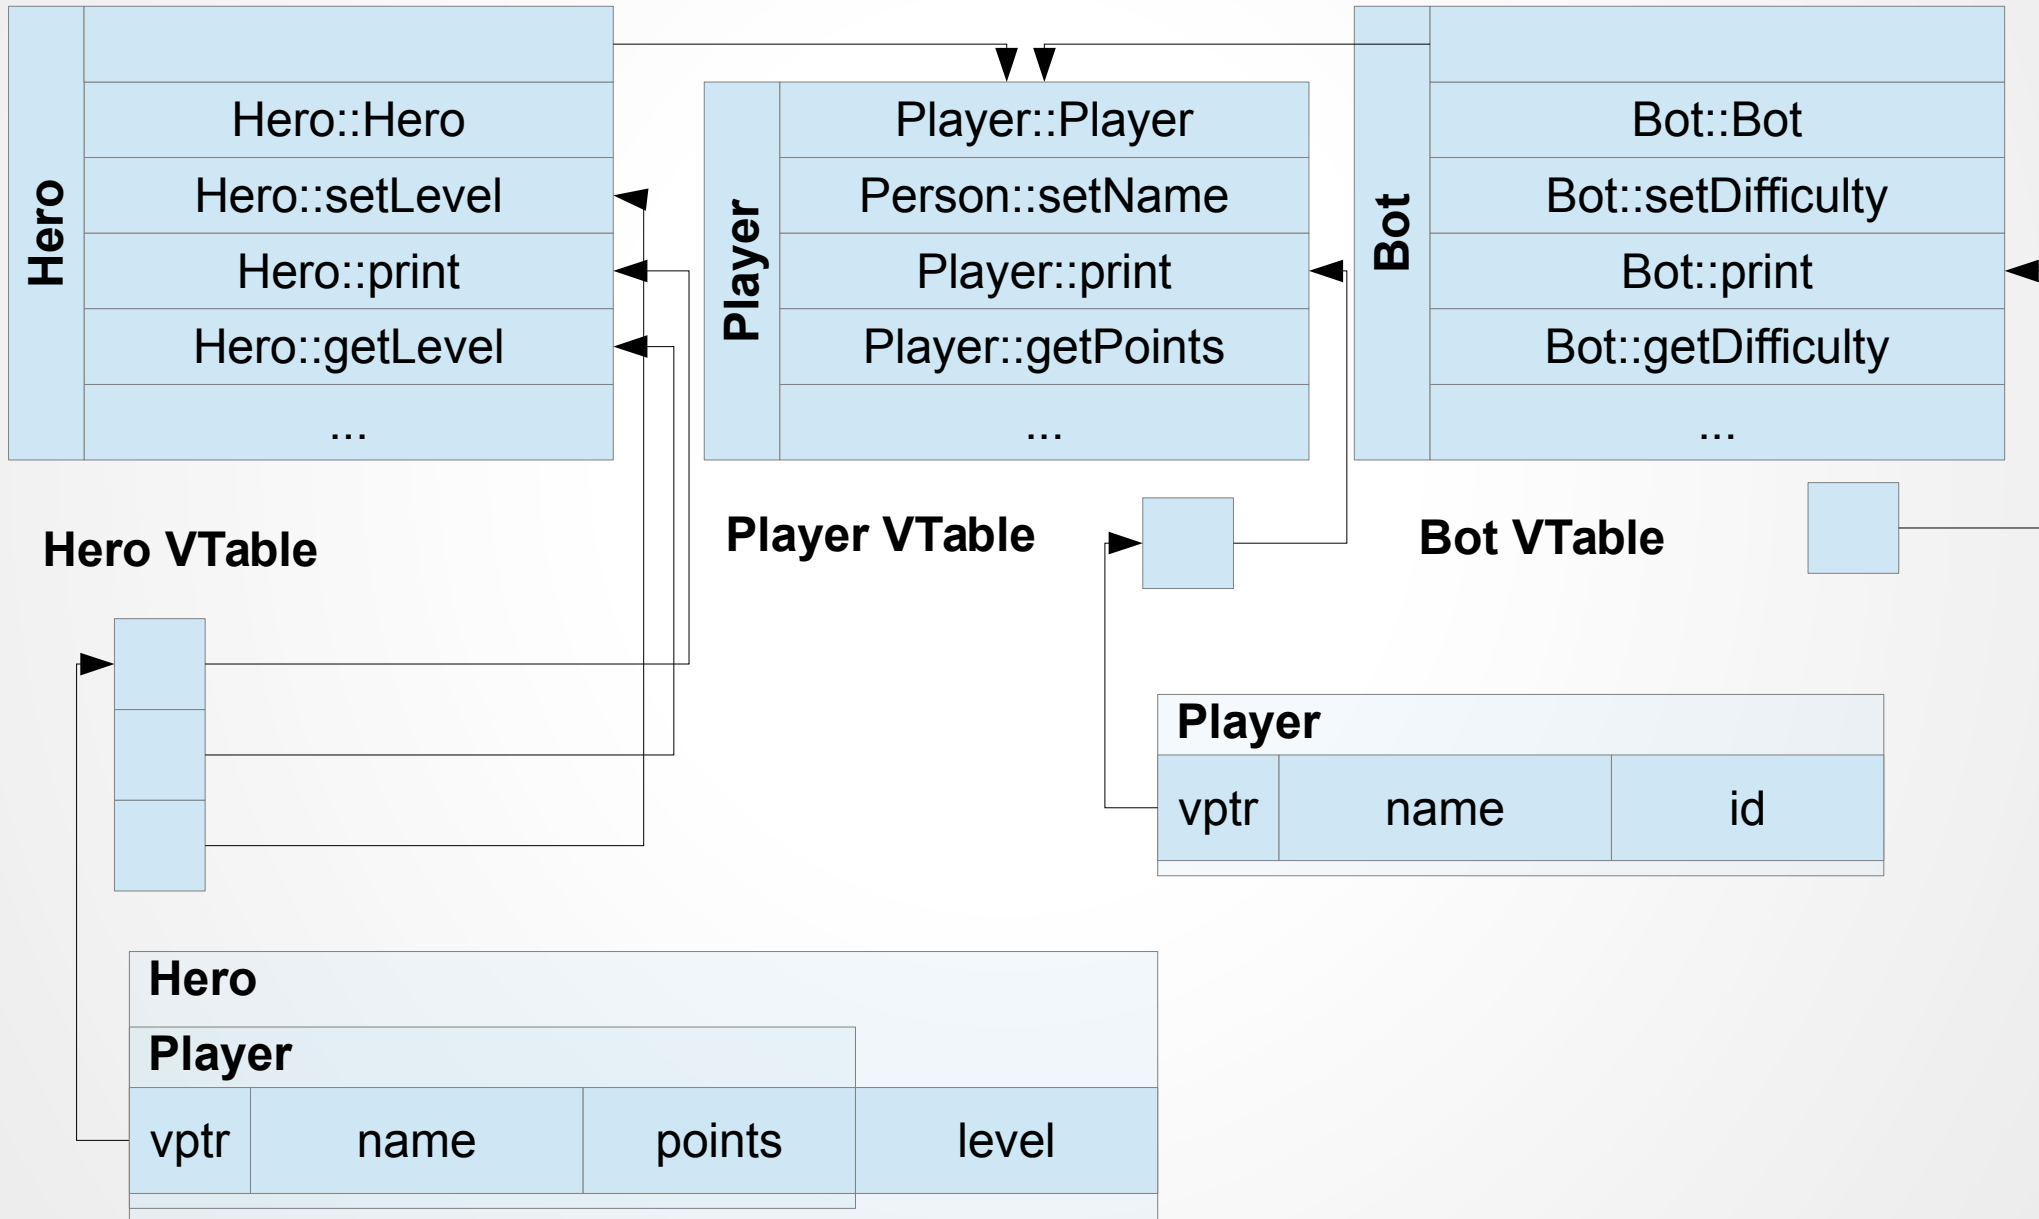 Hero
Hero::Hero
Hero::setLevel
Hero::print
Hero::getLevel
...
Player
Player::Player
Person::setName
Player::print
Player::getPoints
...
Bot
Bot::Bot
Bot::setDifficulty
Bot::print
Bot::getDifficulty
...
Hero VTable
Player VTable
Bot VTable
Player
vptr
name
id
Hero
Player
vptr
name
points
level